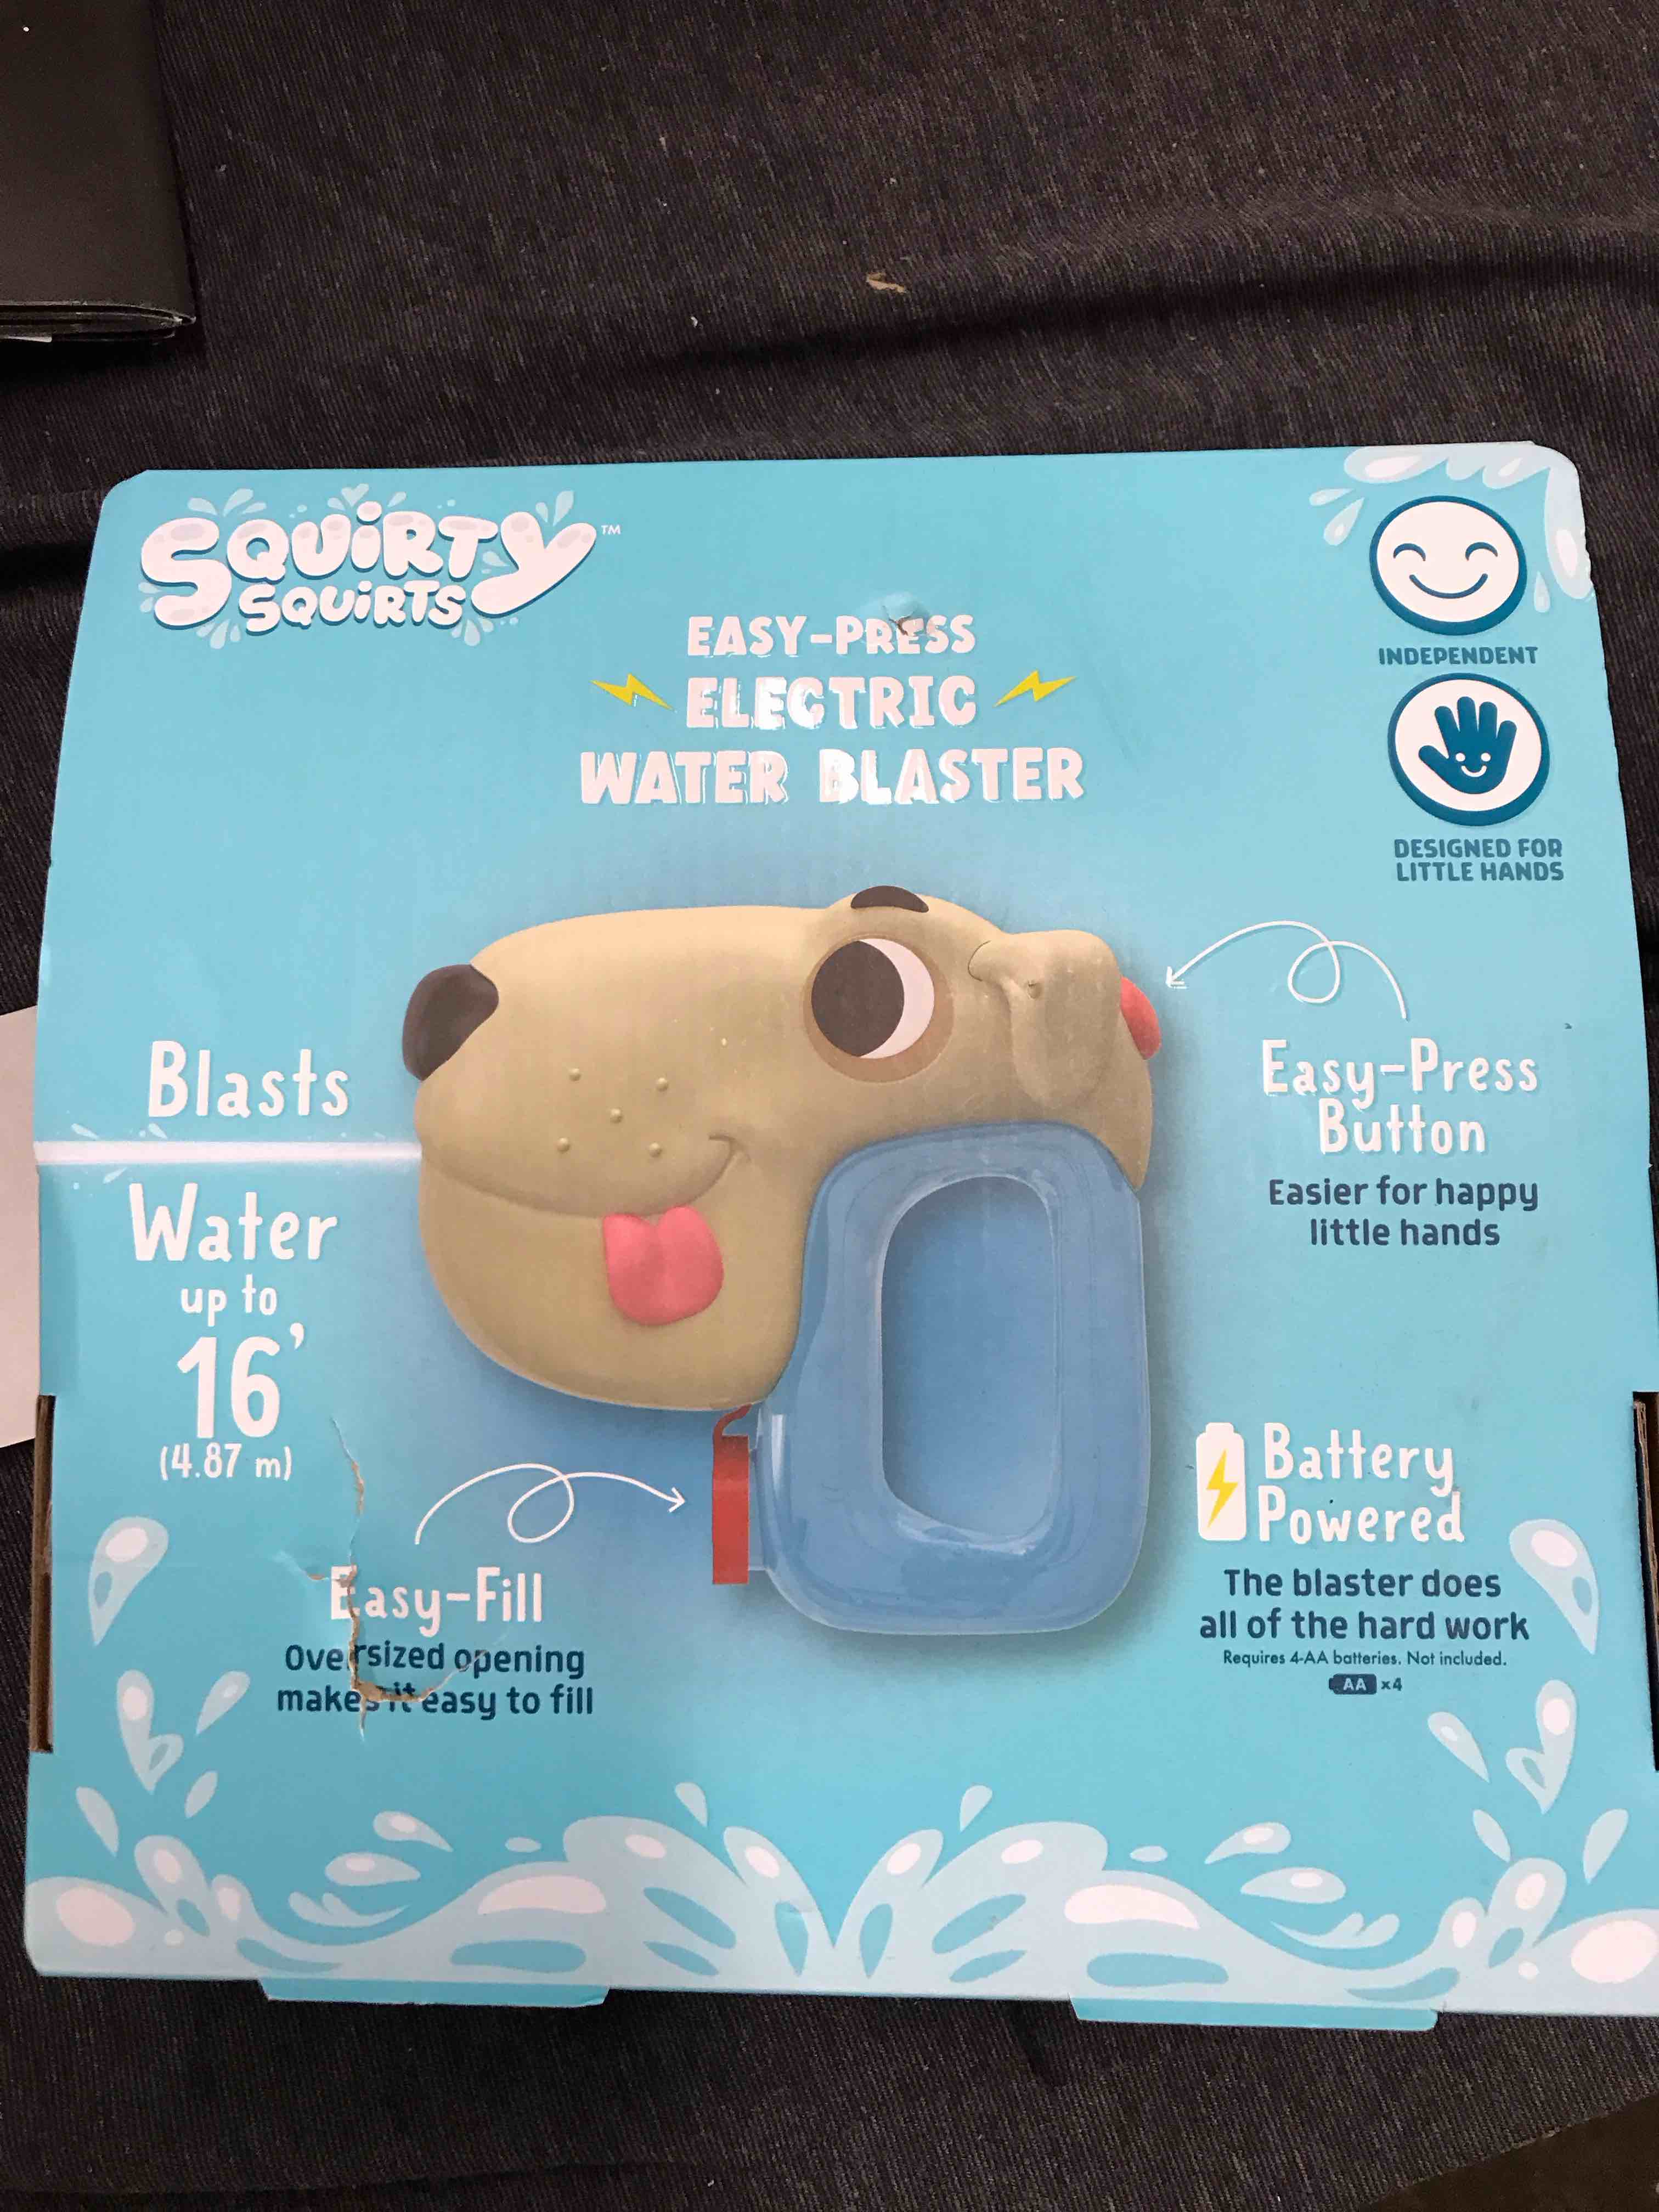 SQUiRTY™
SQUiRTS
EASY-PRESS
ELECTRIC
WATER BLASTER
INDEPENDENT
DESIGNED FOR
LITTLE HANDS
Blasts
Water
up to
16'
(4.87 m)
Easy-Press
Button
Easier for happy
little hands
Easy-Fill
Oversized opening
makes it easy to fill
Battery
Powered
The blaster does
all of the hard work
Requires 4-AA batteries. Not included.
AA x4